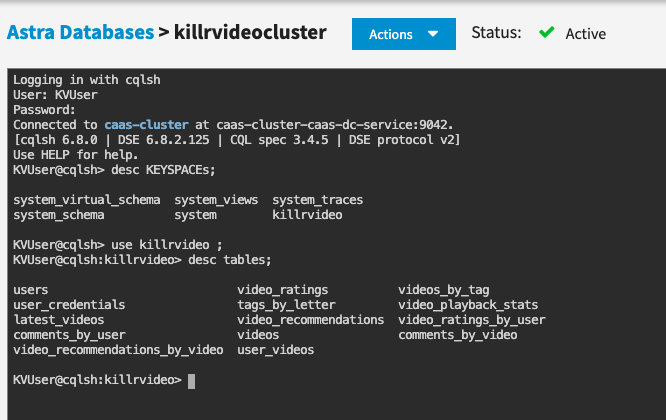 Astra Databases > killrvideocluster Actions Status: Active
Logging in with cqlsh
User: KVUser
Password:
Connected to caas-cluster at caas-cluster-caas-dc-service:9042.
[cqlsh 6.8.0 | DSE 6.8.2.125 | CQL spec 3.4.5 | DSE protocol v2]
Use HELP for help.
KVUser@cqlsh> desc KEYSPACEs;
system_virtual_schema system_views system_traces
system_schema system killrvideo
KVUser@cqlsh> use killrvideo ;
KVUser@cqlsh:killrvideo> desc tables;
users video_ratings videos_by_tag
user_credentials tags_by_letter video_playback_stats
latest_videos video_recommendations video_ratings_by_user
comments_by_user videos comments_by_video
video_recommendations_by_video user_videos
KVUser@cqlsh:killrvideo>